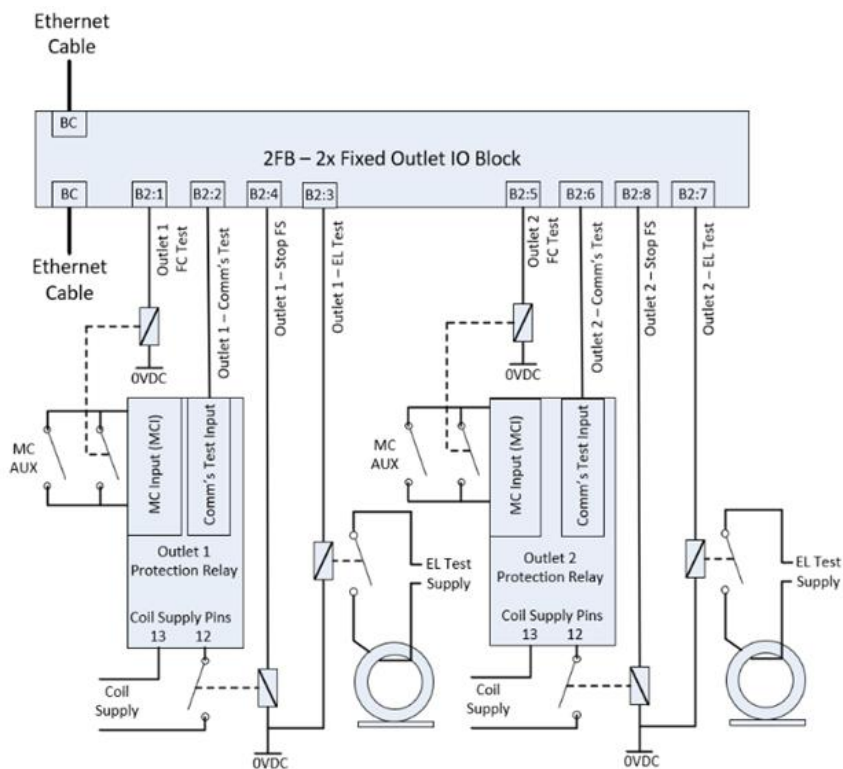 Ethernet
Cable
BC
2FB – 2x Fixed Outlet IO Block
BC
B2:1
B2:2
B2:4
B2:3
B2:5
B2:6
B2:8
B2:7
Ethernet
Cable
Outlet 1
FC Test
Outlet 1 – Comm's Test
Outlet 1 – Stop FS
Outlet 1 – EL Test
Outlet 2
FC Test
Outlet 2 – Comm's Test
Outlet 2 – Stop FS
Outlet 2 – EL Test
0VDC
0VDC
MC
AUX
MC Input (MCI)
Comm's Test Input
Outlet 1
Protection Relay
Coil Supply Pins
13
12
Coil
Supply
0VDC
EL Test
Supply
MC
AUX
MC Input (MCI)
Comm's Test Input
Outlet 2
Protection Relay
Coil Supply Pins
13
12
Coil
Supply
0VDC
EL Test
Supply